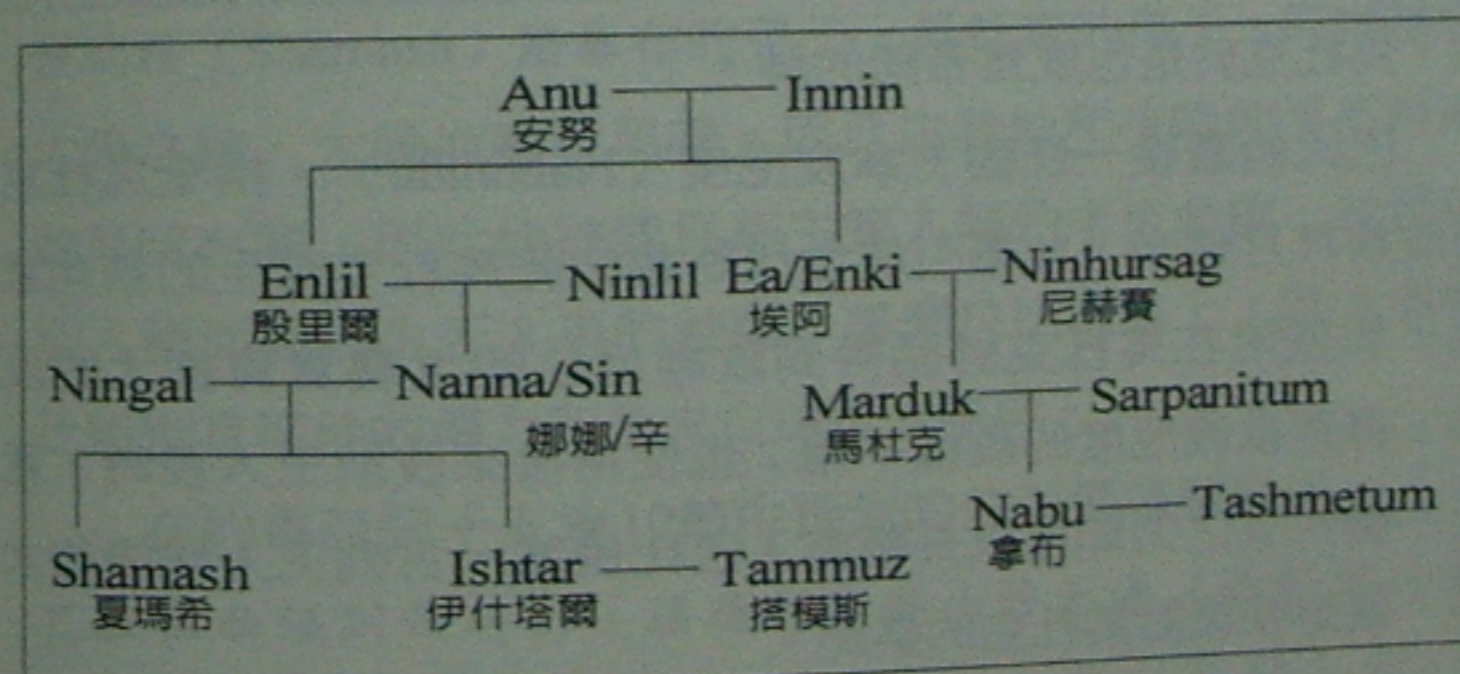 Anu Innin
安努
Enlil Ninlil Ea/Enki Ninhursag
殷里爾 埃阿 尼赫賽
Ningal Nanna/Sin Marduk Sarpanitum
娜娜/辛 馬杜克
Nabu Tashmetum
拿布
Shamash Ishtar Tammuz
夏瑪希 伊什塔爾 搭模斯